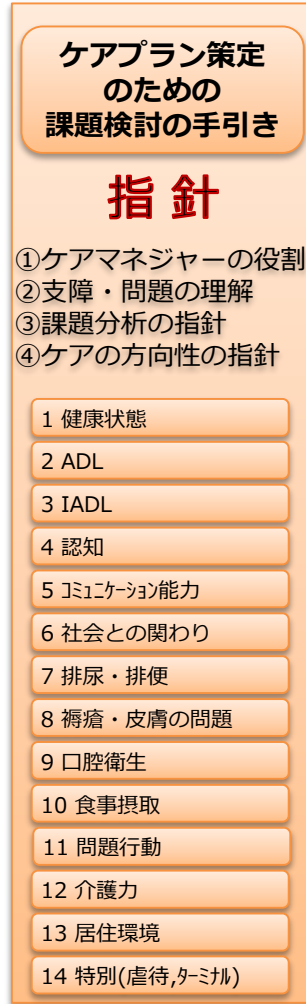 ケアプラン策定
のための
課題検討の手引き
指 針
①ケアマネジャーの役割
②支障・問題の理解
③課題分析の指針
④ケアの方向性の指針
1 健康状態
2 ADL
3 IADL
4 認知
5 ｺﾐｭﾆｹｰｼｮﾝ能力
6 社会との関わり
7 排尿・排便
8 褥瘡・皮膚の問題
9 口腔衛生
10 食事摂取
11 問題行動
12 介護力
13 居住環境
14 特別(虐待,ﾀｰﾐﾅﾙ)